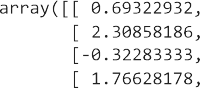 array([[ 0.69322932,
[ 2.30858186,
[-0.32283333,
[ 1.76628178,